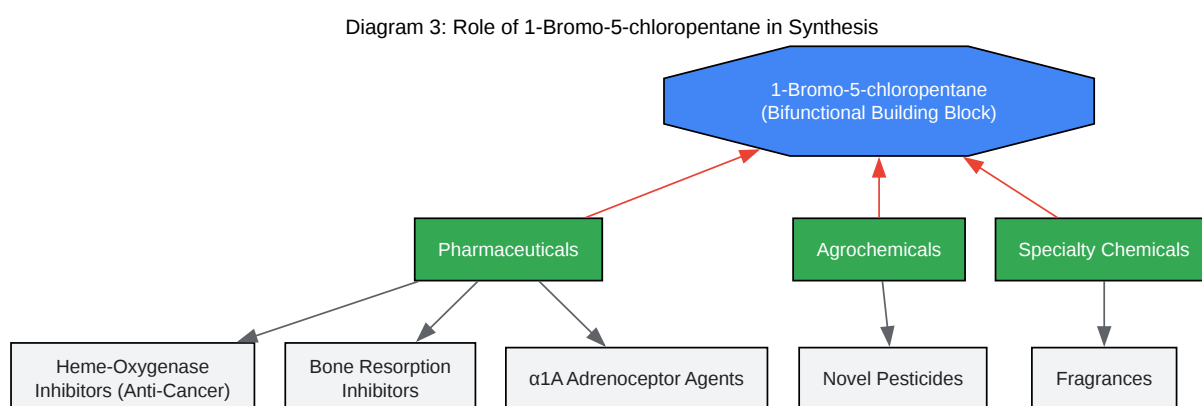 Diagram 3: Role of 1-Bromo-5-chloropentane in Synthesis
1-Bromo-5-chloropentane
(Bifunctional Building Block)
Pharmaceuticals
Agrochemicals
Specialty Chemicals
Heme-Oxygenase
Inhibitors (Anti-Cancer)
Bone Resorption
Inhibitors
α1A Adrenoceptor Agents
Novel Pesticides
Fragrances